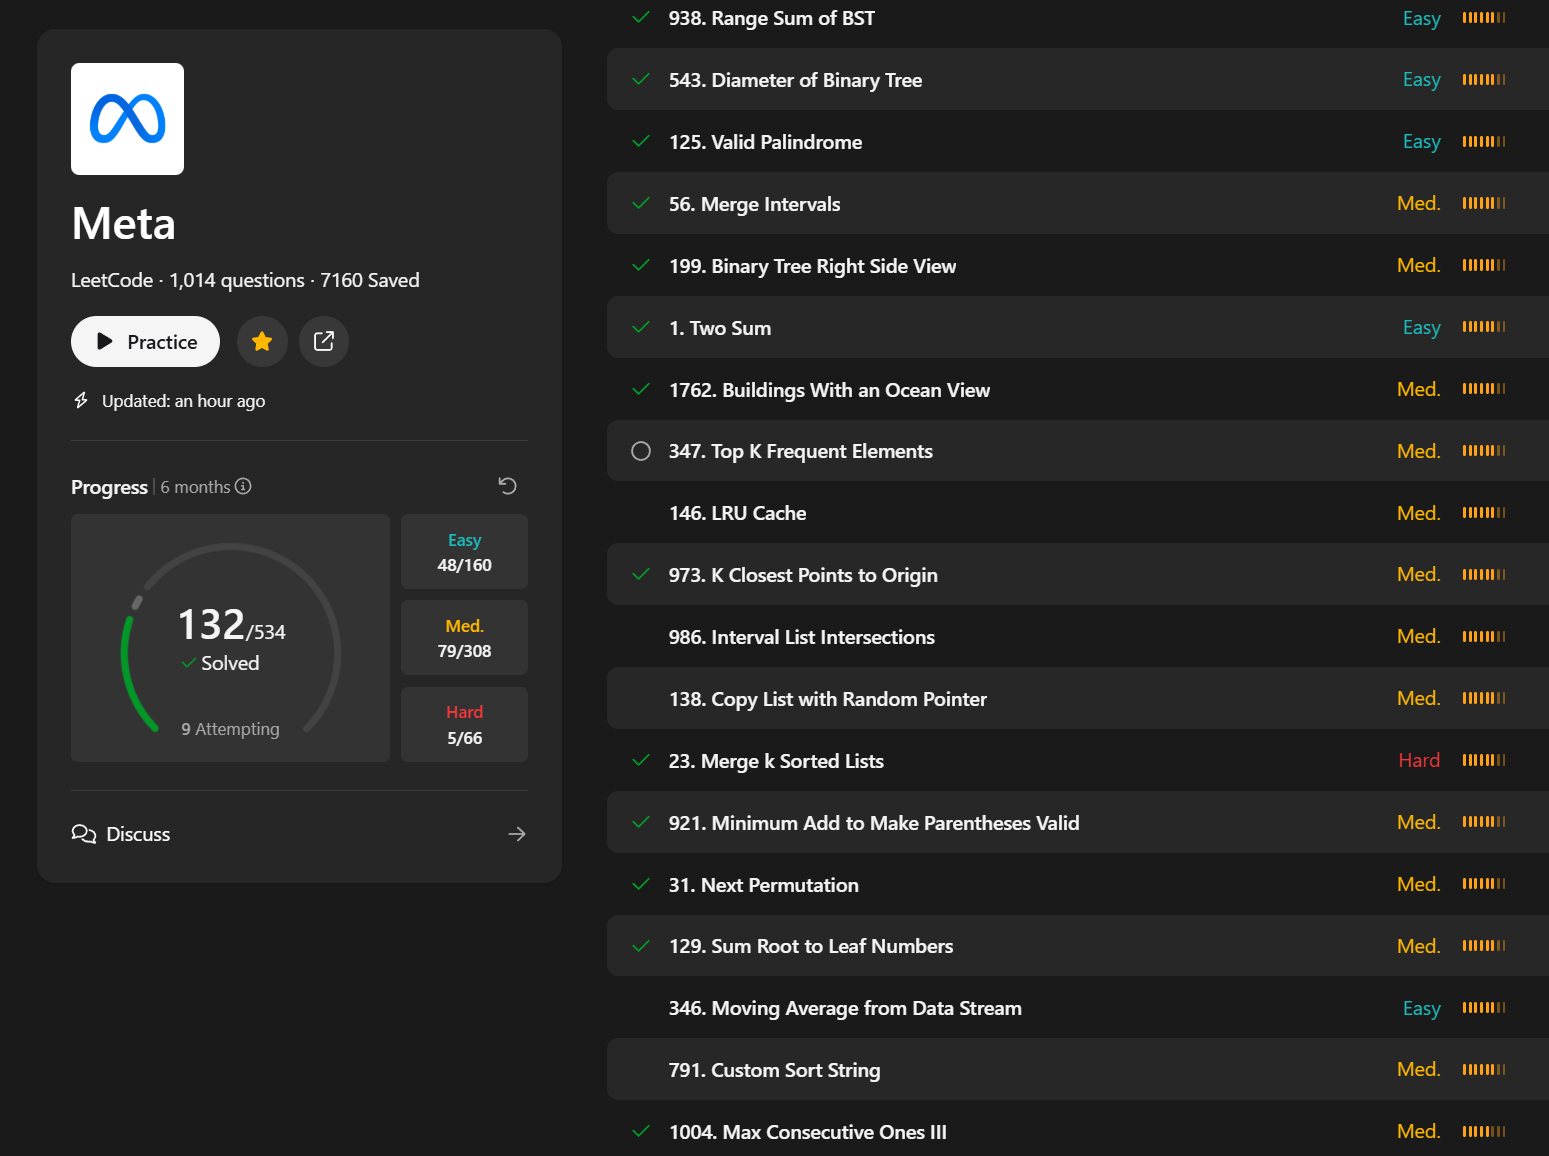 Meta
LeetCode · 1,014 questions · 7160 Saved
Practice
Updated: an hour ago
Progress | 6 months
132/534
Solved
9 Attempting
Easy
48/160
Med.
79/308
Hard
5/66
Discuss
938. Range Sum of BST Easy
543. Diameter of Binary Tree Easy
125. Valid Palindrome Easy
56. Merge Intervals Med.
199. Binary Tree Right Side View Med.
1. Two Sum Easy
1762. Buildings With an Ocean View Med.
347. Top K Frequent Elements Med.
146. LRU Cache Med.
973. K Closest Points to Origin Med.
986. Interval List Intersections Med.
138. Copy List with Random Pointer Med.
23. Merge k Sorted Lists Hard
921. Minimum Add to Make Parentheses Valid Med.
31. Next Permutation Med.
129. Sum Root to Leaf Numbers Med.
346. Moving Average from Data Stream Easy
791. Custom Sort String Med.
1004. Max Consecutive Ones III Med.